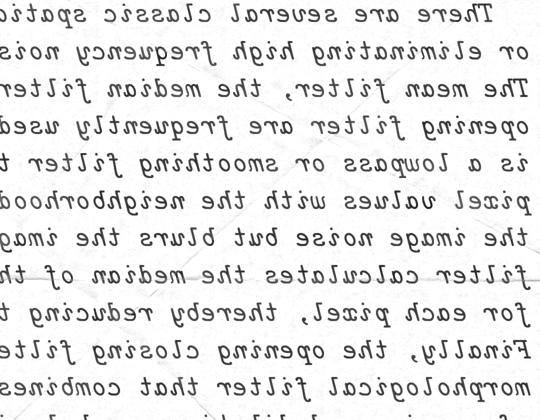 There are several classic spatia
or eliminating high frequency nois
The mean filter, the median filter
opening filter are frequently used
is a lowpass or smoothing filter t
pixel values with the neighborhood
the image noise but blurs the imag
filter calculates the median of th
for each pixel, thereby reducing t
Finally, the opening closing filte
morphological filter that combines